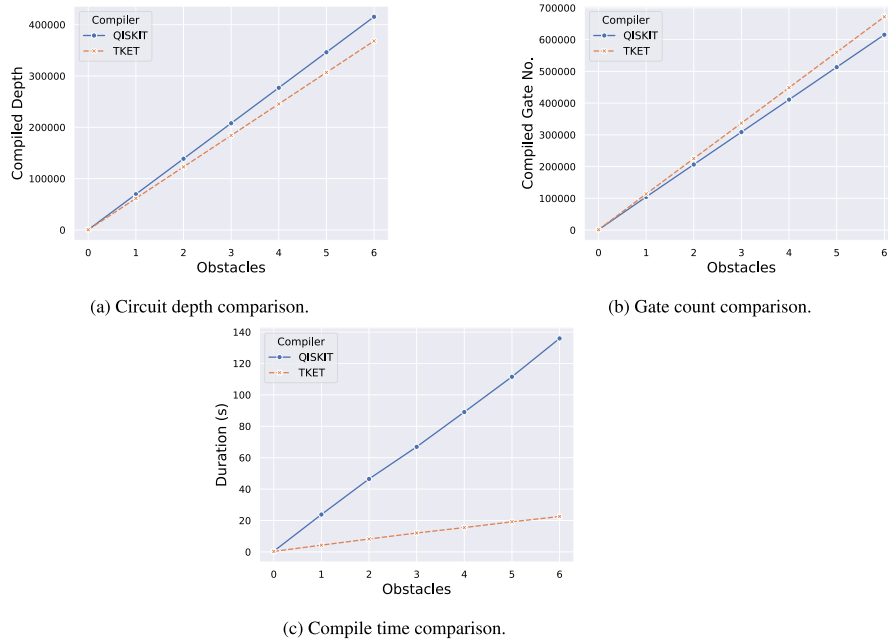 Compiler
QISKIT
TKET
400000
300000
200000
100000
0
Compiled Depth
0 1 2 3 4 5 6
Obstacles
(a) Circuit depth comparison.
Compiler
QISKIT
TKET
700000
600000
500000
400000
300000
200000
100000
0
Compiled Gate No.
0 1 2 3 4 5 6
Obstacles
(b) Gate count comparison.
Compiler
QISKIT
TKET
140
120
100
80
60
40
20
0
Duration (s)
0 1 2 3 4 5 6
Obstacles
(c) Compile time comparison.